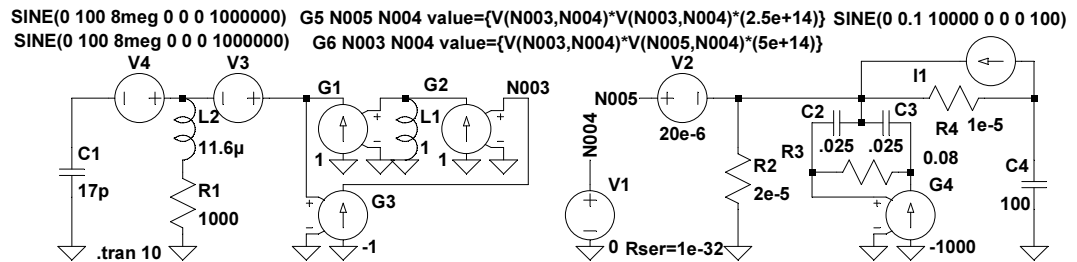 SINE(0 100 8meg 0 0 0 1000000) G5 N005 N004 value={V(N003,N004)*V(N003,N004)*(2.5e+14)} SINE(0 0.1 10000 0 0 0 100)
SINE(0 100 8meg 0 0 0 1000000) G6 N003 N004 value={V(N003,N004)*V(N005,N004)*(5e+14)}
V4
V3
C1
17p
L2
11.6µ
R1
1000
.tran 10
G1
1
L1
1
G2
1
N003
G3
-1
N005
N004
V1
0 Rser=1e-32
V2
20e-6
R2
2e-5
C2
.025
C3
.025
R3
0.08
G4
-1000
I1
R4
1e-5
C4
100